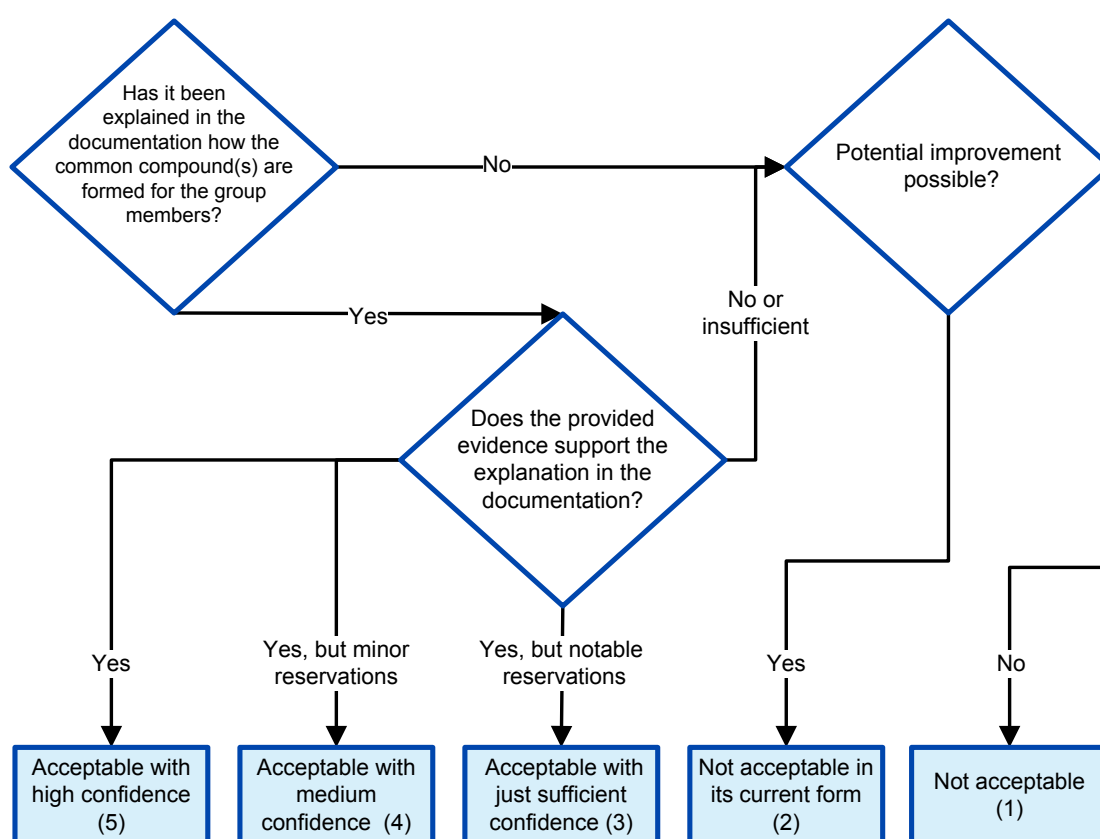 Has it been
explained in the
documentation how the
common compound(s) are
formed for the group
members?
No
Potential improvement
possible?
Yes
No or
insufficient
Does the provided
evidence support the
explanation in the
documentation?
Yes
Yes, but minor
reservations
Yes, but notable
reservations
Yes
No
Acceptable with
high confidence
(5)
Acceptable with
medium
confidence (4)
Acceptable with
just sufficient
confidence (3)
Not acceptable in
its current form
(2)
Not acceptable
(1)